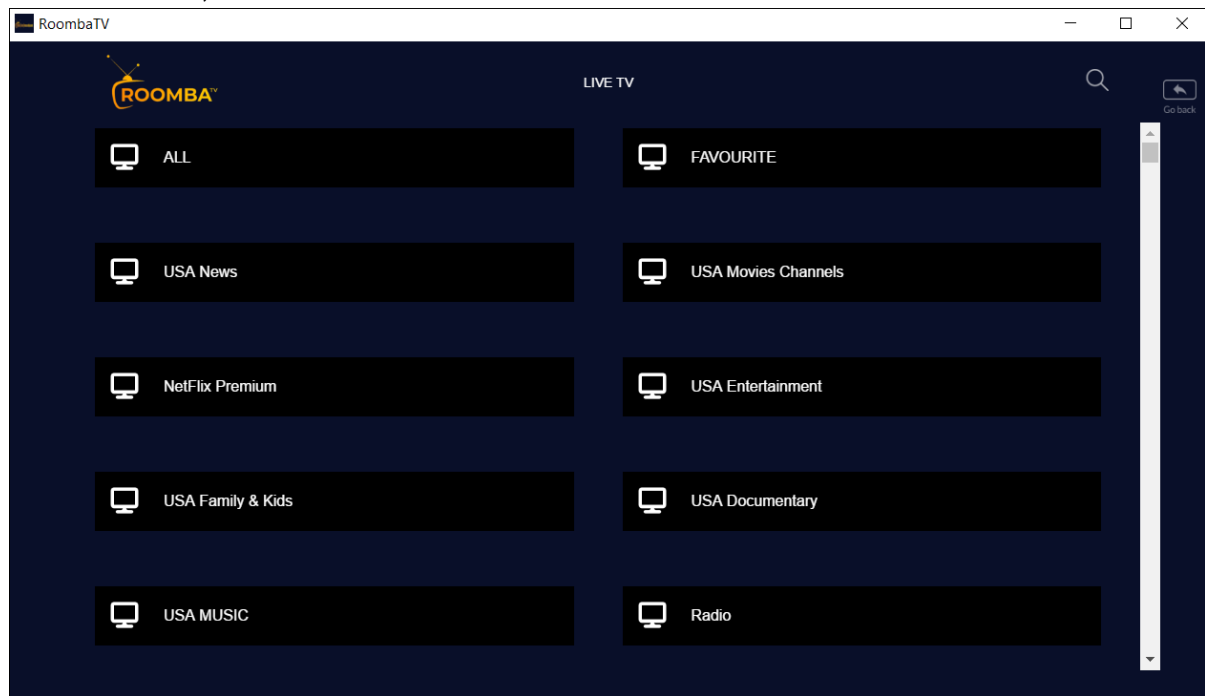 RoombaTV
ROOMBA TV
LIVE TV
Go back
ALL
FAVOURITE
USA News
USA Movies Channels
NetFlix Premium
USA Entertainment
USA Family & Kids
USA Documentary
USA MUSIC
Radio